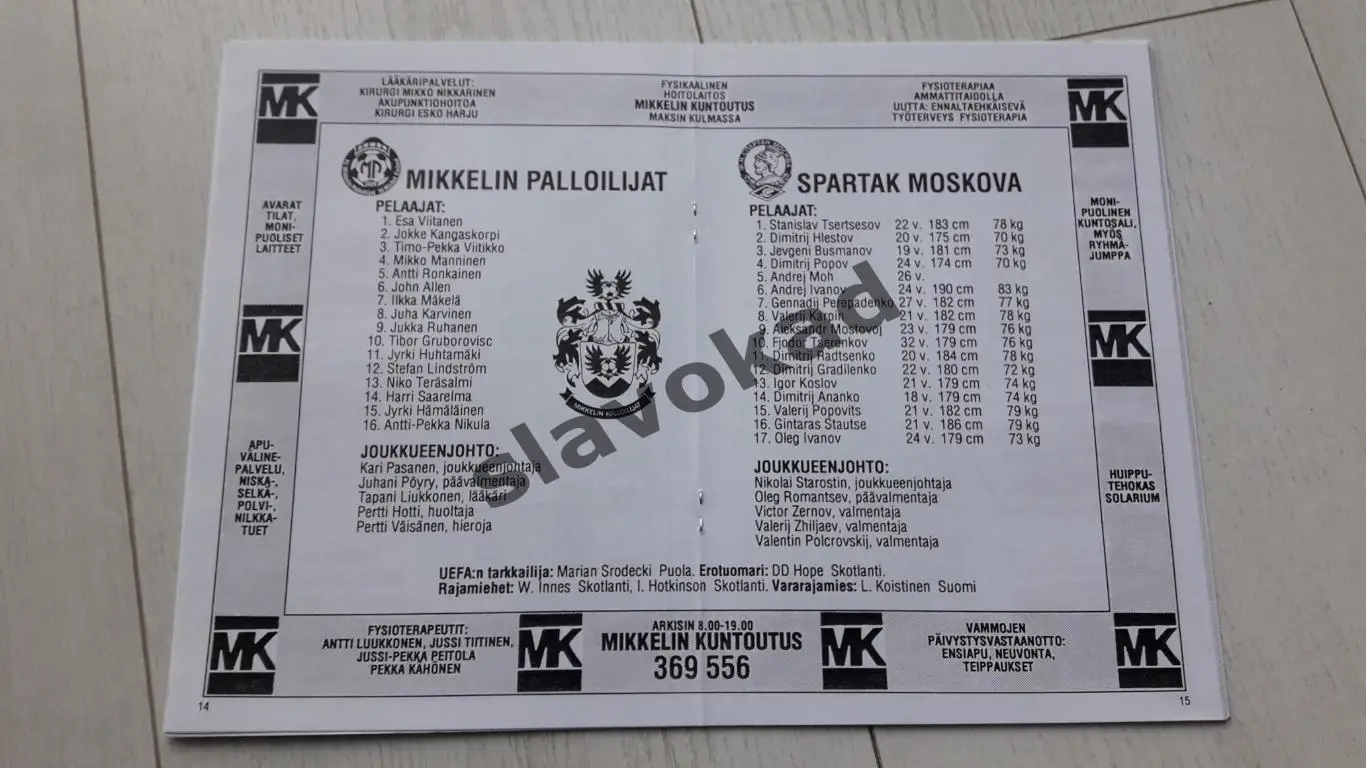 MK
LÄÄKÄRIPALVELUT:
KIRURGI MIKKO NIKKARINEN
AKUPUNKTIOHOITOA
KIRURGI ESKO HARJU
FYSIKAALINEN
HOITOLAITOS
MIKKELIN KUNTOUTUS
MAKSIN KULMASSA
FYSIOTERAPIAA
AMMATTITAIDOLLA
UUTTA: ENNALTAEHKÄISEVÄ
TYÖTERVEYS FYSIOTERAPIA
MK
AVARAT
TILAT,
MONI-
PUOLISET
LAITTEET
MK
APU-
VÄLINE-
PALVELU,
NISKA-,
SELKÄ-,
POLVI-,
NILKKA-
TUET
MP
MIKKELIN PALLOILIJAT
PELAAJAT:
1. Esa Viitanen
2. Jokke Kangaskorpi
3. Timo-Pekka Viitikko
4. Mikko Manninen
5. Antti Ronkainen
6. John Allen
7. Ilkka Mäkelä
8. Juha Karvinen
9. Jukka Ruhanen
10. Tibor Gruborovisc
11. Jyrki Huhtamäki
12. Stefan Lindström
13. Niko Teräsalmi
14. Harri Saarelma
15. Jyrki Hämäläinen
16. Antti-Pekka Nikula
MIKKELIN PALLOILIJAT
JOUKKUEENJOHTO:
Kari Pasanen, joukkueenjohtaja
Juhani Pöyry, päävalmentaja
Tapani Liukkonen, lääkäri
Pertti Hotti, huoltaja
Pertti Väisänen, hieroja
SPARTAK MOSKOVA
PELAAJAT:
1. Stanislav Tsertsesov 22 v. 183 cm 78 kg
2. Dimitrij Hlestov 20 v. 175 cm 70 kg
3. Jevgeni Busmanov 19 v. 181 cm 73 kg
4. Dimitrij Popov 24 v. 174 cm 70 kg
5. Andrej Moh 26 v.
6. Andrej Ivanov 24 v. 190 cm 83 kg
7. Gennadij Perepadenko 27 v. 182 cm 77 kg
8. Valerij Karpin 21 v. 182 cm 78 kg
9. Aleksandr Mostovoj 23 v. 179 cm 76 kg
10. Fjodor Tserenkov 32 v. 179 cm 76 kg
11. Dimitrij Radtsenko 20 v. 184 cm 78 kg
12. Dimitrij Gradilenko 22 v. 180 cm 72 kg
13. Igor Koslov 21 v. 179 cm 74 kg
14. Dimitrij Ananko 18 v. 179 cm 74 kg
15. Valerij Popovits 21 v. 182 cm 79 kg
16. Gintaras Stautse 21 v. 186 cm 79 kg
17. Oleg Ivanov 24 v. 179 cm 73 kg
JOUKKUEENJOHTO:
Nikolai Starostin, joukkueenjohtaja
Oleg Romantsev, päävalmentaja
Victor Zernov, valmentaja
Valerij Zhiljaev, valmentaja
Valentin Polcrovskij, valmentaja
MONI-
PUOLINEN
KUNTOSALI,
MYÖS
RYHMÄ-
JUMPPA
MK
HUIPPU-
TEHOKAS
SOLARIUM
slavokad
UEFA:n tarkkailija: Marian Srodecki Puola. Erotuomari: DD Hope Skotlanti.
Rajamiehet: W. Innes Skotlanti, I. Hotkinson Skotlanti. Vararajamies: L. Koistinen Suomi
MK
FYSIOTERAPEUTIT:
ANTTI LUUKKONEN, JUSSI TIITINEN,
JUSSI-PEKKA PEITOLA
PEKKA KÄHÖNEN
MK
ARKISIN 8.00-19.00
MIKKELIN KUNTOUTUS
369 556
MK
VAMMOJEN
PÄIVYSTYSVASTAANOTTO:
ENSIAPU, NEUVONTA,
TEIPPAUKSET
MK
14
15